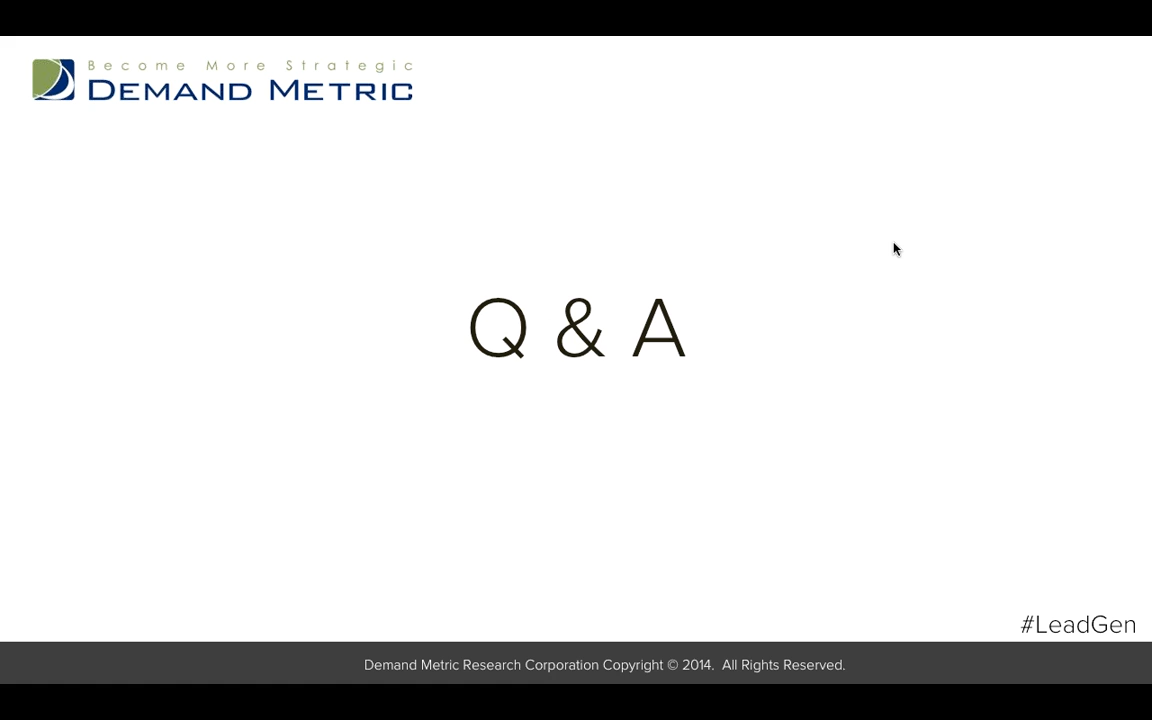 Become More Strategic
DEMAND METRIC
Q & A
#LeadGen
Demand Metric Research Corporation Copyright © 2014. All Rights Reserved.